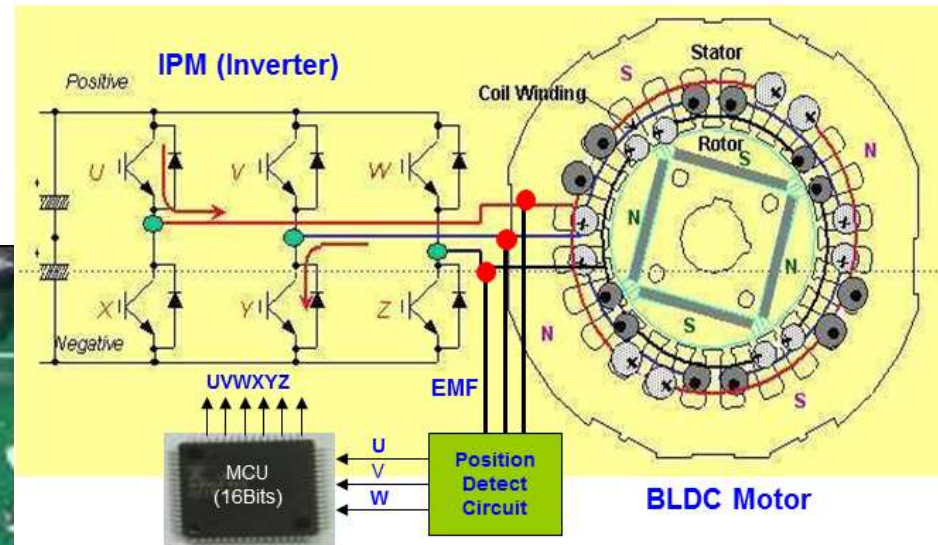 IPM (Inverter)
Positive
U
V
W
X
Y
Z
Negative
Stator
Coil Winding
Rotor
S
N
S
N
N
N
S
S
EMF
UVWXYZ
MCU
(16Bits)
U
V
W
Position
Detect
Circuit
BLDC Motor